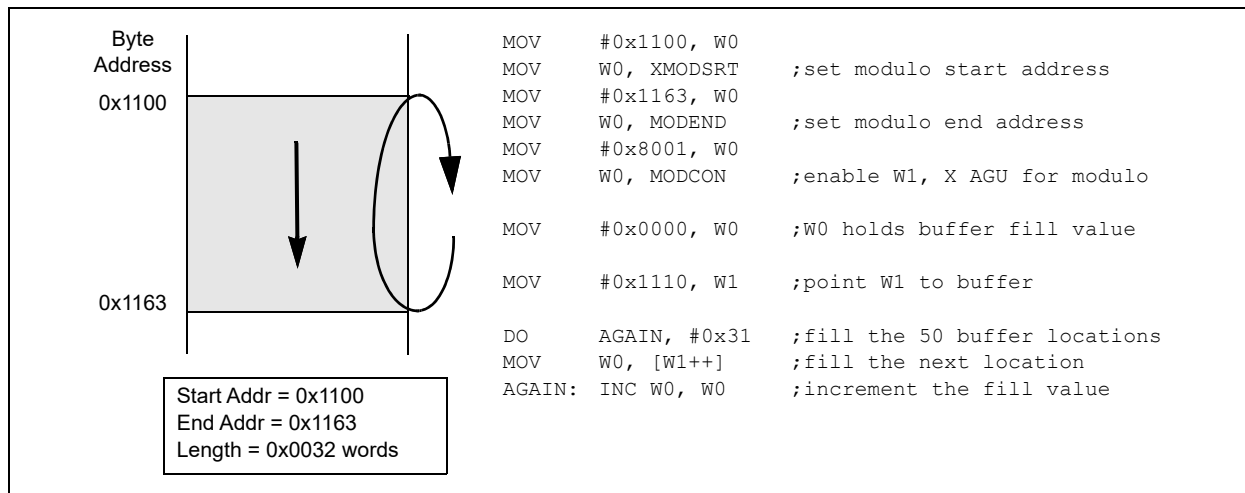 Byte
Address
0x1100
0x1163
Start Addr = 0x1100
End Addr = 0x1163
Length = 0x0032 words
MOV #0x1100, W0
MOV W0, XMODSRT ;set modulo start address
MOV #0x1163, W0
MOV W0, MODEND ;set modulo end address
MOV #0x8001, W0
MOV W0, MODCON ;enable W1, X AGU for modulo
MOV #0x0000, W0 ;W0 holds buffer fill value
MOV #0x1110, W1 ;point W1 to buffer
DO AGAIN, #0x31 ;fill the 50 buffer locations
MOV W0, [W1++] ;fill the next location
AGAIN: INC W0, W0 ;increment the fill value